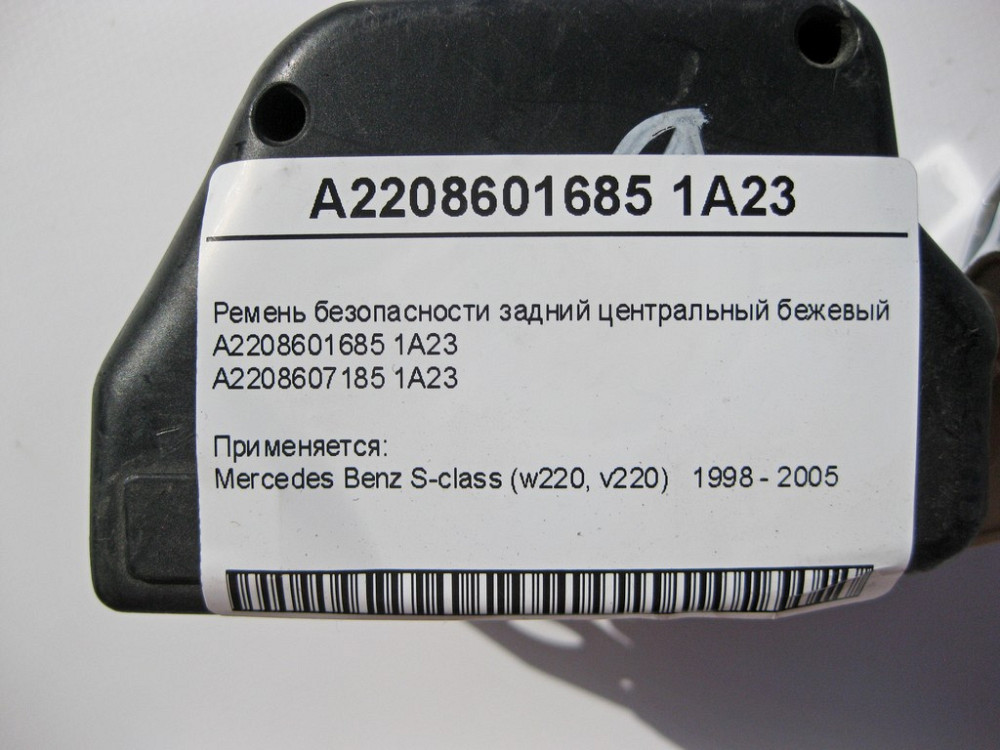 A2208601685 1A23
Ремень безопасности задний центральный бежевый
A2208601685 1A23
A2208607185 1A23
Применяется:
Mercedes Benz S-class (w220, v220) 1998 - 2005